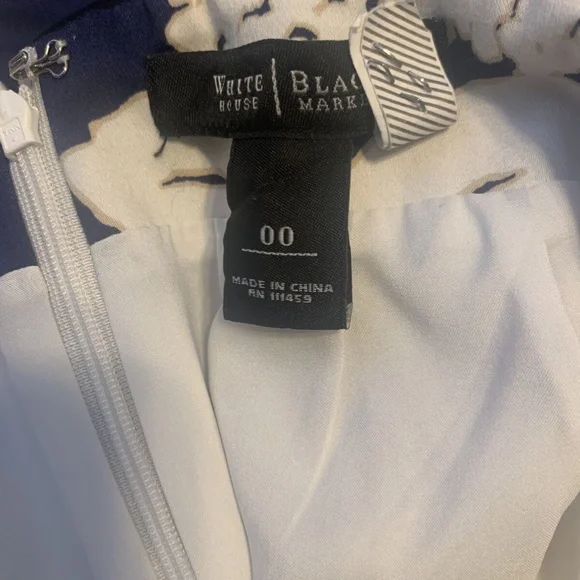 WHITE | BLAC
HOUSE | MARK
00
MADE IN CHINA
RN 111459